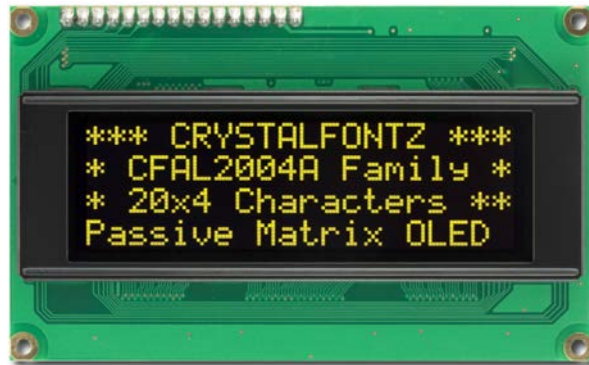 *** CRYSTALFONTZ ***
* CFAL2004A Family *
* 20x4 Characters **
Passive Matrix OLED